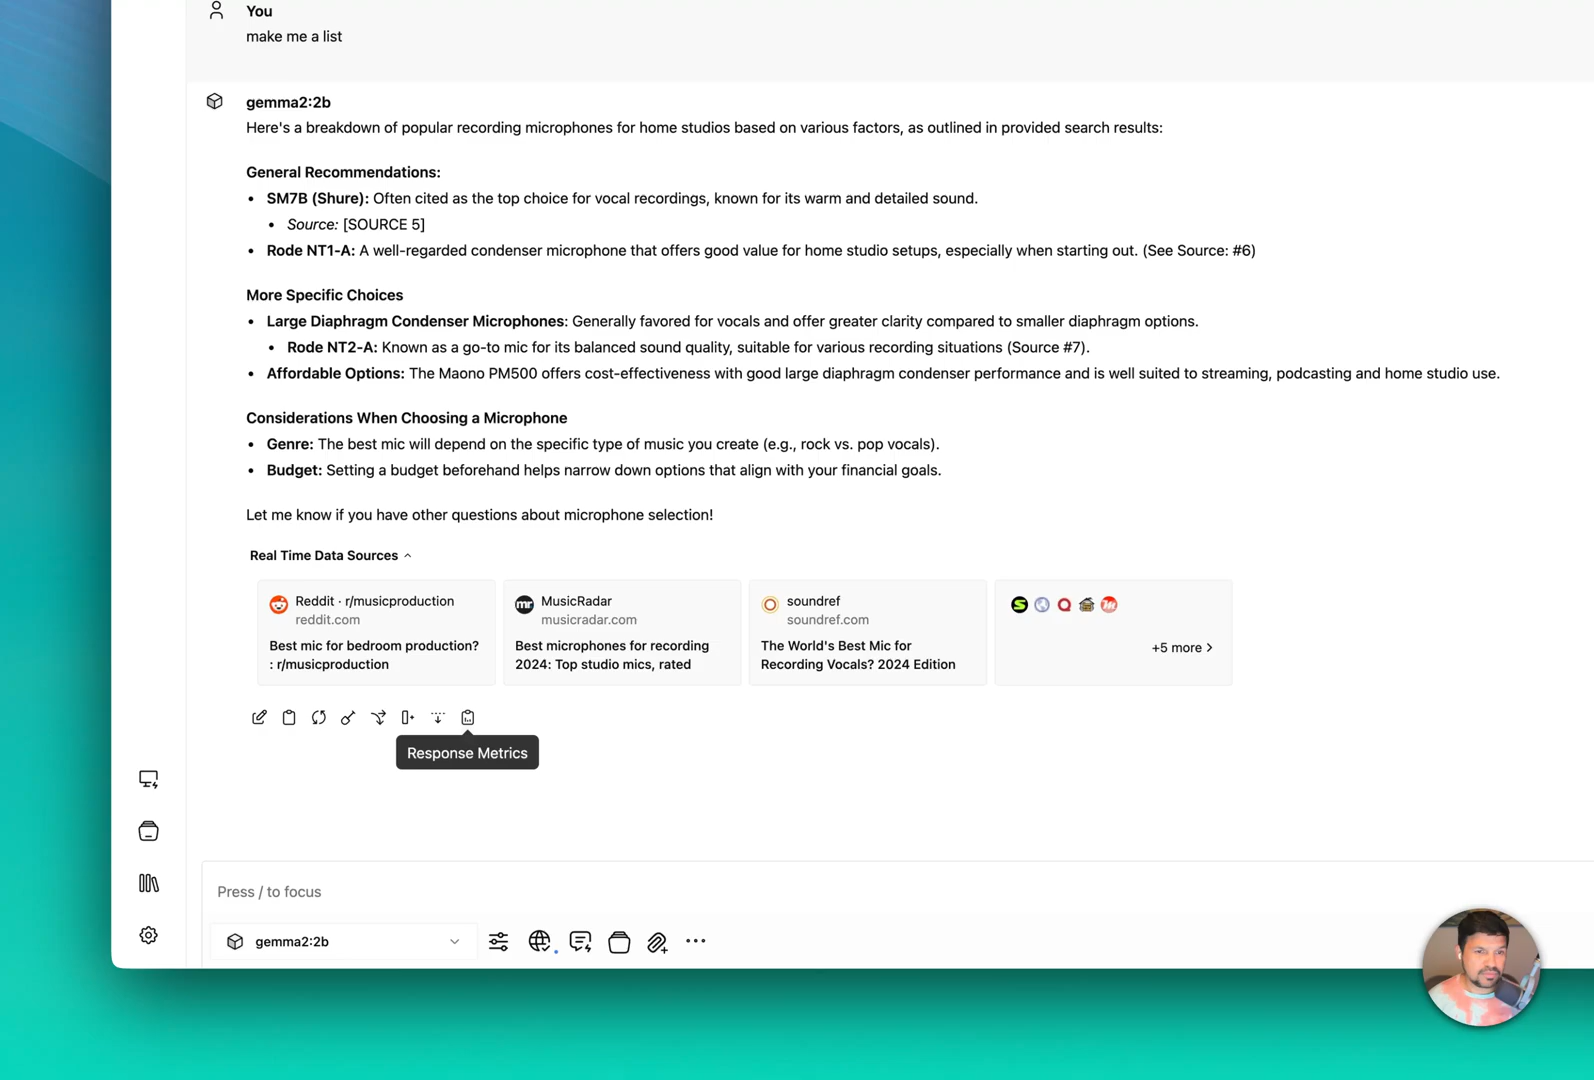 You
make me a list
gemma2:2b
Here's a breakdown of popular recording microphones for home studios based on various factors, as outlined in provided search results:
General Recommendations:
• SM7B (Shure): Often cited as the top choice for vocal recordings, known for its warm and detailed sound.
• Source: [SOURCE 5]
• Rode NT1-A: A well-regarded condenser microphone that offers good value for home studio setups, especially when starting out. (See Source: #6)
More Specific Choices
• Large Diaphragm Condenser Microphones: Generally favored for vocals and offer greater clarity compared to smaller diaphragm options.
• Rode NT2-A: Known as a go-to mic for its balanced sound quality, suitable for various recording situations (Source #7).
• Affordable Options: The Maono PM500 offers cost-effectiveness with good large diaphragm condenser performance and is well suited to streaming, podcasting and home studio use.
Considerations When Choosing a Microphone
• Genre: The best mic will depend on the specific type of music you create (e.g., rock vs. pop vocals).
• Budget: Setting a budget beforehand helps narrow down options that align with your financial goals.
Let me know if you have other questions about microphone selection!
Real Time Data Sources
Reddit · r/musicproduction
reddit.com
Best mic for bedroom production?
: r/musicproduction
mr
MusicRadar
musicradar.com
Best microphones for recording
2024: Top studio mics, rated
soundref
soundref.com
The World's Best Mic for
Recording Vocals? 2024 Edition
+5 more >
Response Metrics
Press / to focus
gemma2:2b